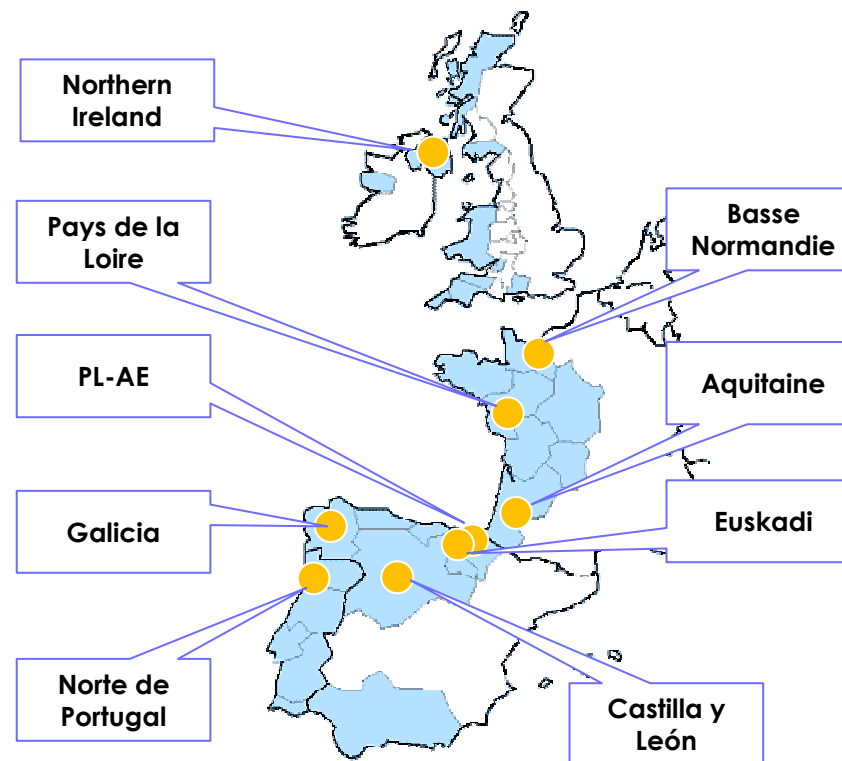 Northern
Ireland
Pays de la
Loire
Basse
Normandie
PL-AE
Aquitaine
Galicia
Euskadi
Norte de
Portugal
Castilla y
León